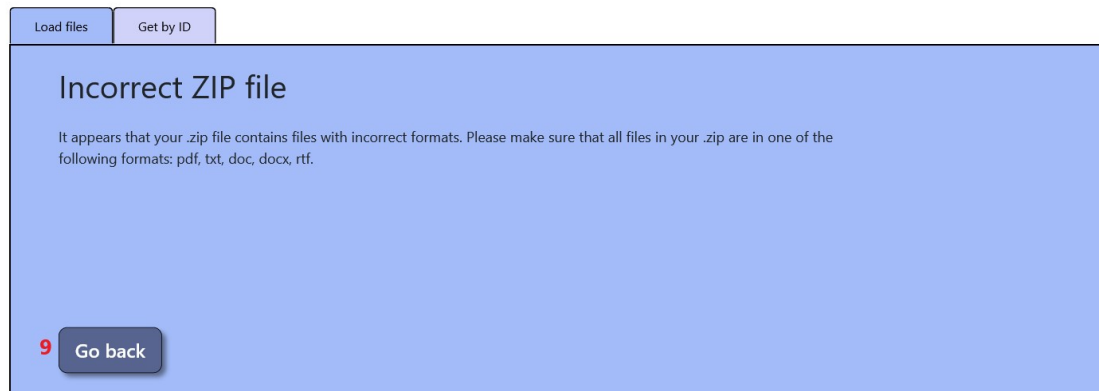 Load files
Get by ID
Incorrect ZIP file
It appears that your .zip file contains files with incorrect formats. Please make sure that all files in your .zip are in one of the
following formats: pdf, txt, doc, docx, rtf.
9
Go back